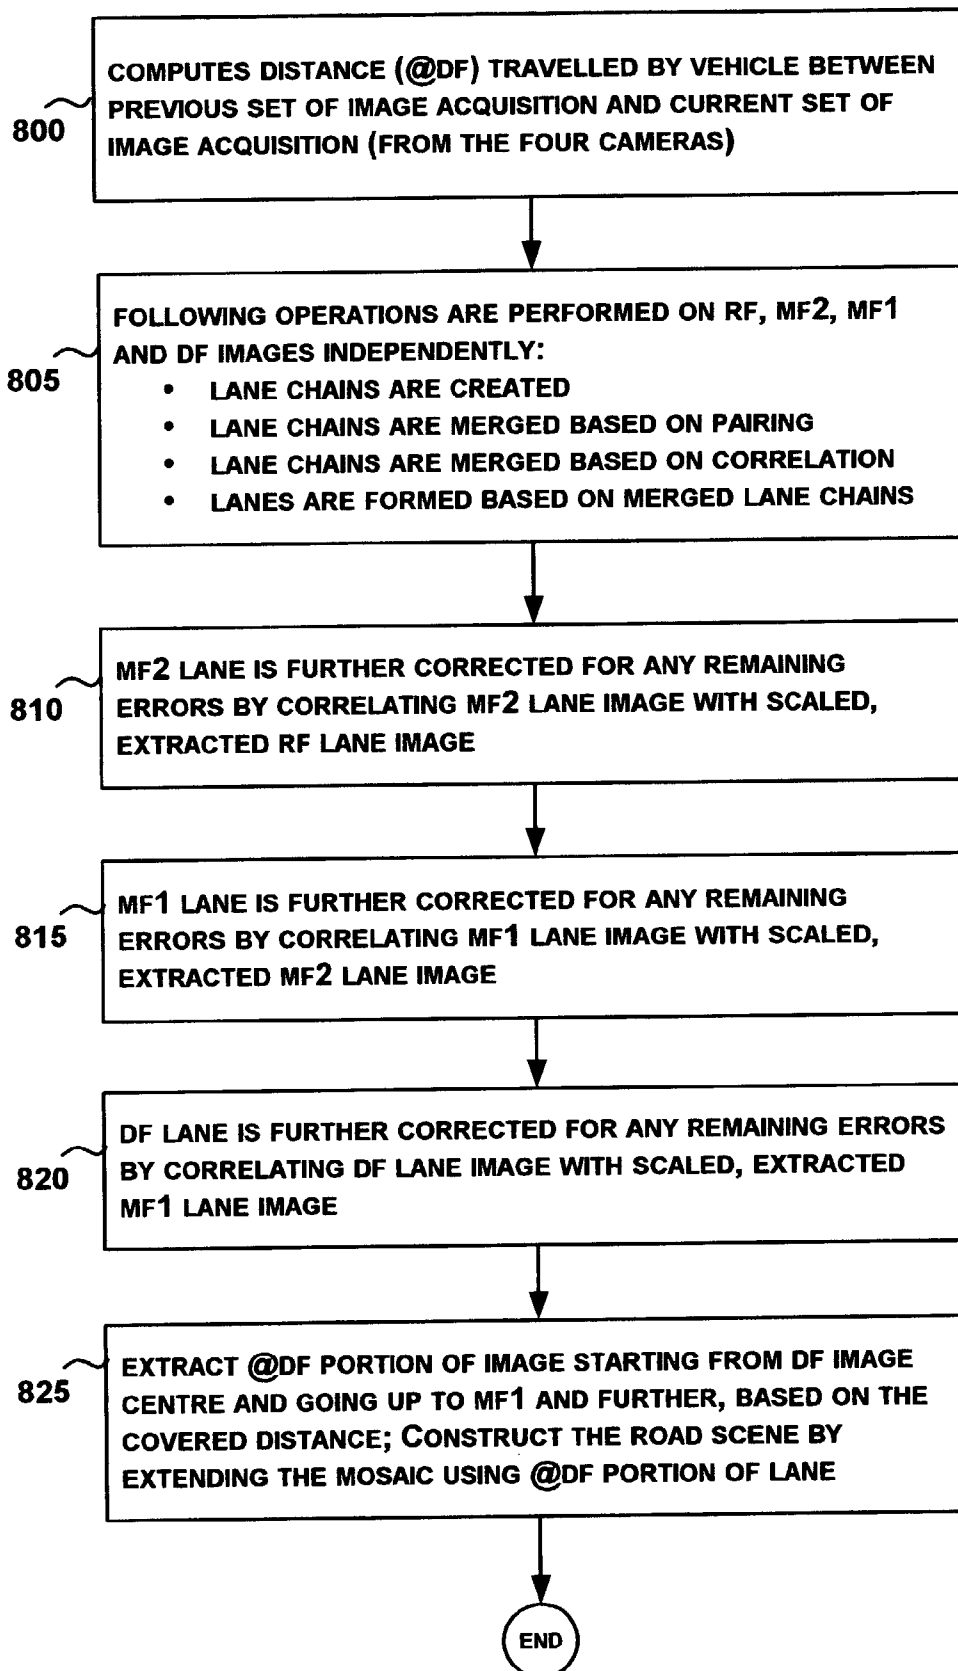 800
COMPUTES DISTANCE (@DF) TRAVELLED BY VEHICLE BETWEEN
PREVIOUS SET OF IMAGE ACQUISITION AND CURRENT SET OF
IMAGE ACQUISITION (FROM THE FOUR CAMERAS)
805
FOLLOWING OPERATIONS ARE PERFORMED ON RF, MF2, MF1
AND DF IMAGES INDEPENDENTLY:
• LANE CHAINS ARE CREATED
• LANE CHAINS ARE MERGED BASED ON PAIRING
• LANE CHAINS ARE MERGED BASED ON CORRELATION
• LANES ARE FORMED BASED ON MERGED LANE CHAINS
810
MF2 LANE IS FURTHER CORRECTED FOR ANY REMAINING
ERRORS BY CORRELATING MF2 LANE IMAGE WITH SCALED,
EXTRACTED RF LANE IMAGE
815
MF1 LANE IS FURTHER CORRECTED FOR ANY REMAINING
ERRORS BY CORRELATING MF1 LANE IMAGE WITH SCALED,
EXTRACTED MF2 LANE IMAGE
820
DF LANE IS FURTHER CORRECTED FOR ANY REMAINING ERRORS
BY CORRELATING DF LANE IMAGE WITH SCALED, EXTRACTED
MF1 LANE IMAGE
825
EXTRACT @DF PORTION OF IMAGE STARTING FROM DF IMAGE
CENTRE AND GOING UP TO MF1 AND FURTHER, BASED ON THE
COVERED DISTANCE; CONSTRUCT THE ROAD SCENE BY
EXTENDING THE MOSAIC USING @DF PORTION OF LANE
END